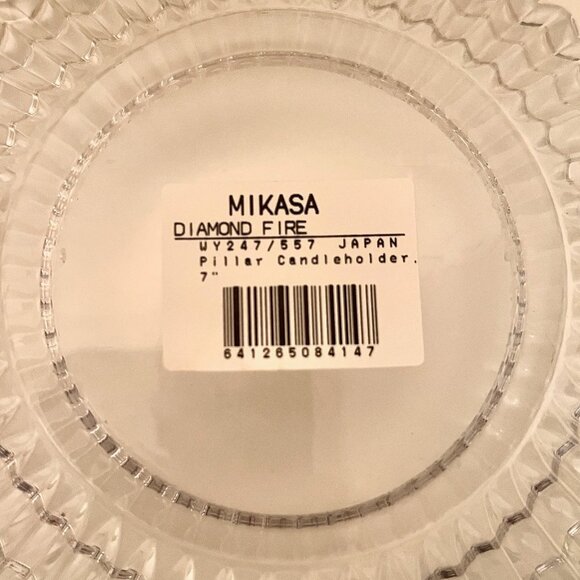 MIKASA
DIAMOND FIRE
WY247/557 JAPAN
Pillar Candleholder.
7"
641265084147